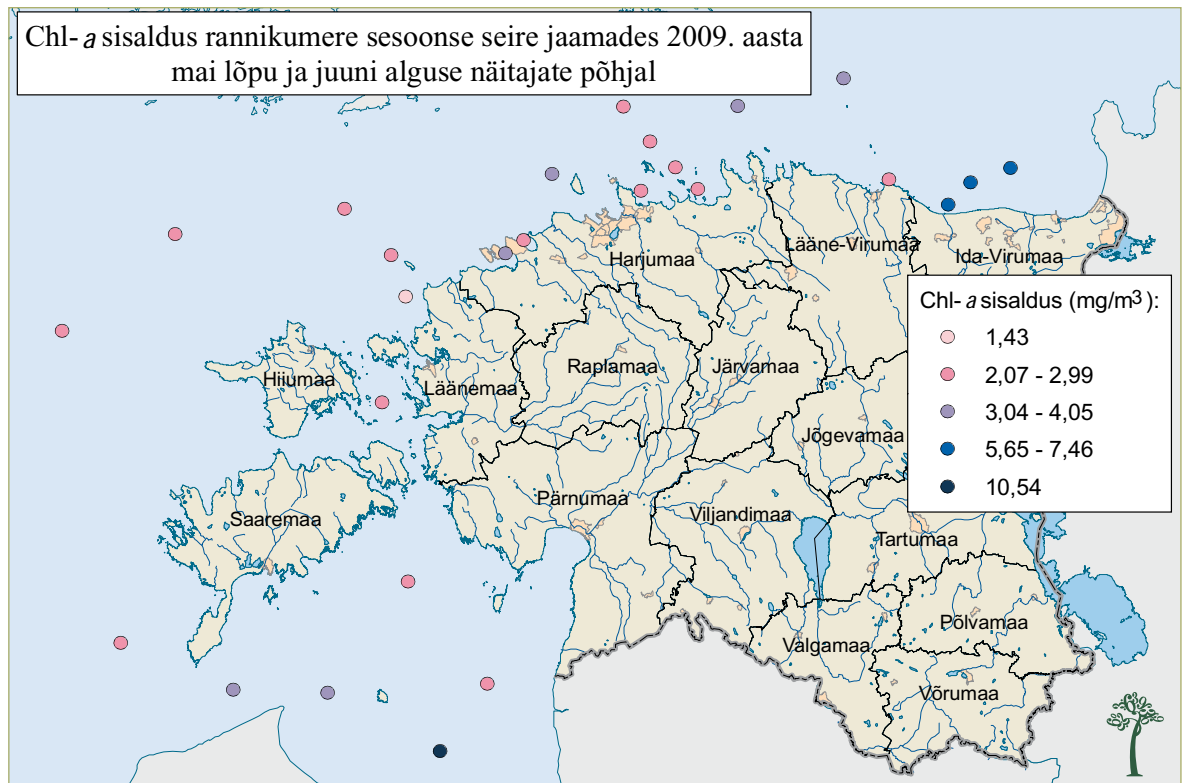 Chl-a sisaldus rannikumere sesoonse seire jaamades 2009. aasta
mai lõpu ja juuni alguse näitajate põhjal
Lääne-Virumaa
Ida-Virumaa
Harjumaa
Chl-a sisaldus (mg/m³):
1,43
2,07 - 2,99
3,04 - 4,05
5,65 - 7,46
10,54
Hiiumaa
Läänemaa
Raplamaa
Järvamaa
Jõgevamaa
Pärnumaa
Viljandimaa
Saaremaa
Tartumaa
Põlvamaa
Valgamaa
Võrumaa